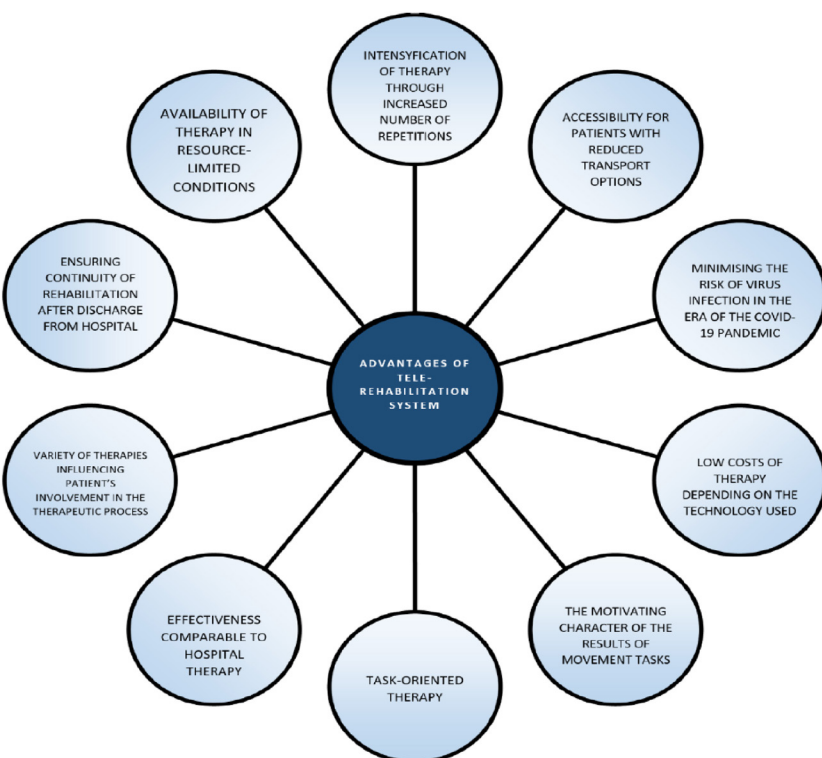 INTENSYFICATION
OF THERAPY
THROUGH
INCREASED
NUMBER OF
REPETITIONS
ACCESSIBILITY FOR
PATIENTS WITH
REDUCED
TRANSPORT
OPTIONS
MINIMISING THE
RISK OF VIRUS
INFECTION IN THE
ERA OF THE COVID-
19 PANDEMIC
LOW COSTS OF
THERAPY
DEPENDING ON THE
TECHNOLOGY USED
THE MOTIVATING
CHARACTER OF THE
RESULTS OF
MOVEMENT TASKS
TASK-ORIENTED
THERAPY
EFFECTIVENESS
COMPARABLE TO
HOSPITAL
THERAPY
VARIETY OF THERAPIES
INFLUENCING
PATIENT'S
INVOLVEMENT IN THE
THERAPEUTIC PROCESS
ENSURING
CONTINUITY OF
REHABILITATION
AFTER DISCHARGE
FROM HOSPITAL
AVAILABILITY OF
THERAPY IN
RESOURCE-
LIMITED
CONDITIONS
ADVANTAGES OF
TELE-
REHABILITATION
SYSTEM